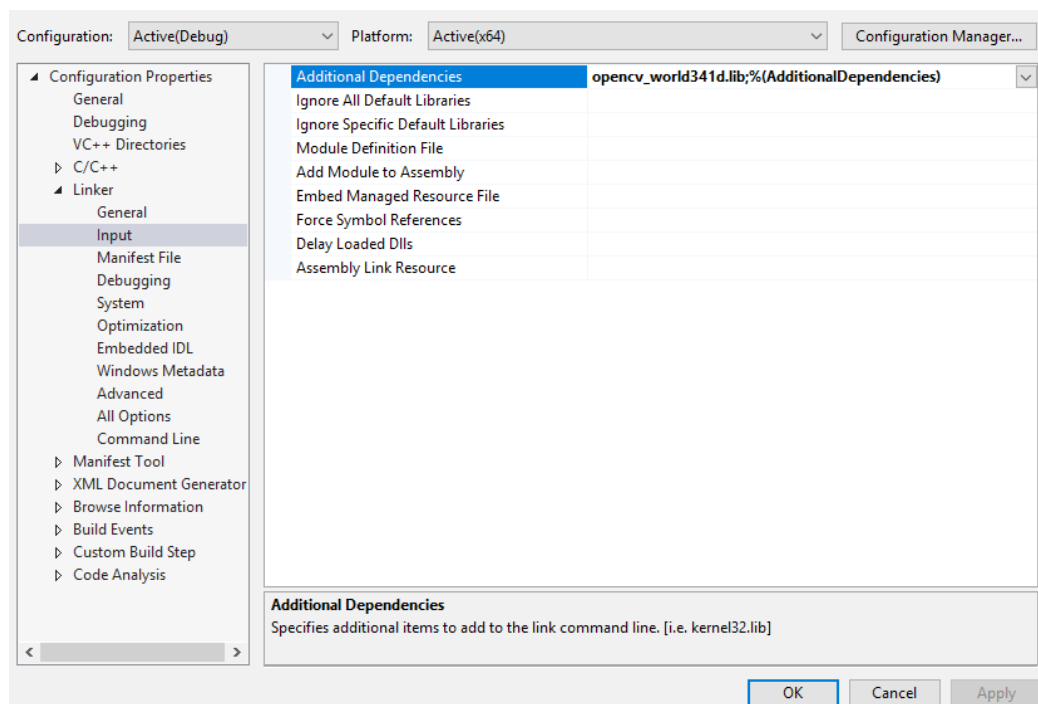 Configuration: Active(Debug) Platform: Active(x64) Configuration Manager...
Configuration Properties
General
Debugging
VC++ Directories
C/C++
Linker
General
Input
Manifest File
Debugging
System
Optimization
Embedded IDL
Windows Metadata
Advanced
All Options
Command Line
Manifest Tool
XML Document Generator
Browse Information
Build Events
Custom Build Step
Code Analysis
Additional Dependencies opencv_world341d.lib;%(AdditionalDependencies)
Ignore All Default Libraries
Ignore Specific Default Libraries
Module Definition File
Add Module to Assembly
Embed Managed Resource File
Force Symbol References
Delay Loaded Dlls
Assembly Link Resource
Additional Dependencies
Specifies additional items to add to the link command line. [i.e. kernel32.lib]
OK Cancel Apply